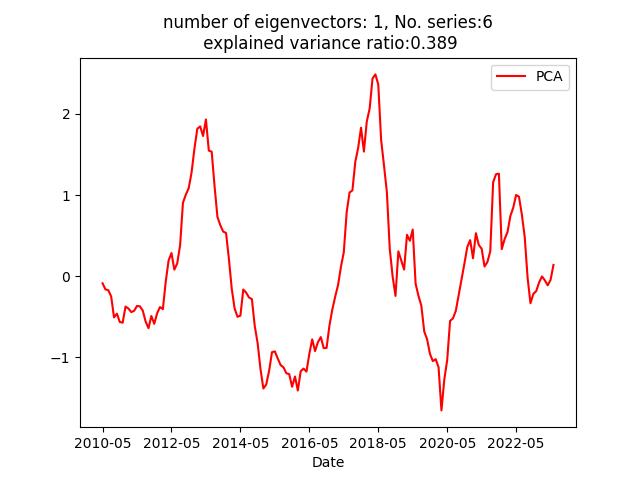 number of eigenvectors: 1, No. series:6
explained variance ratio:0.389
PCA
2
1
0
−1
2010-05 2012-05 2014-05 2016-05 2018-05 2020-05 2022-05
Date